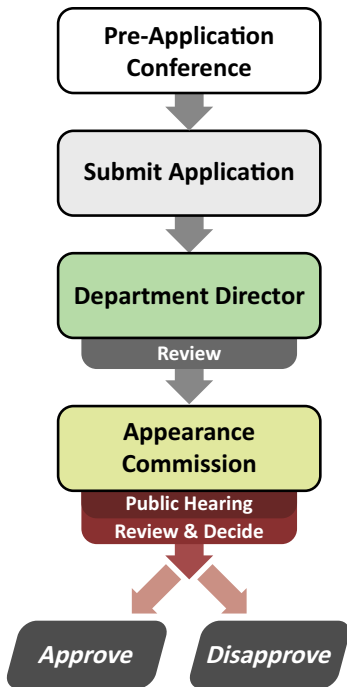 Pre-Application
Conference
Submit Application
Department Director
Review
Appearance
Commission
Public Hearing
Review & Decide
Approve
Disapprove